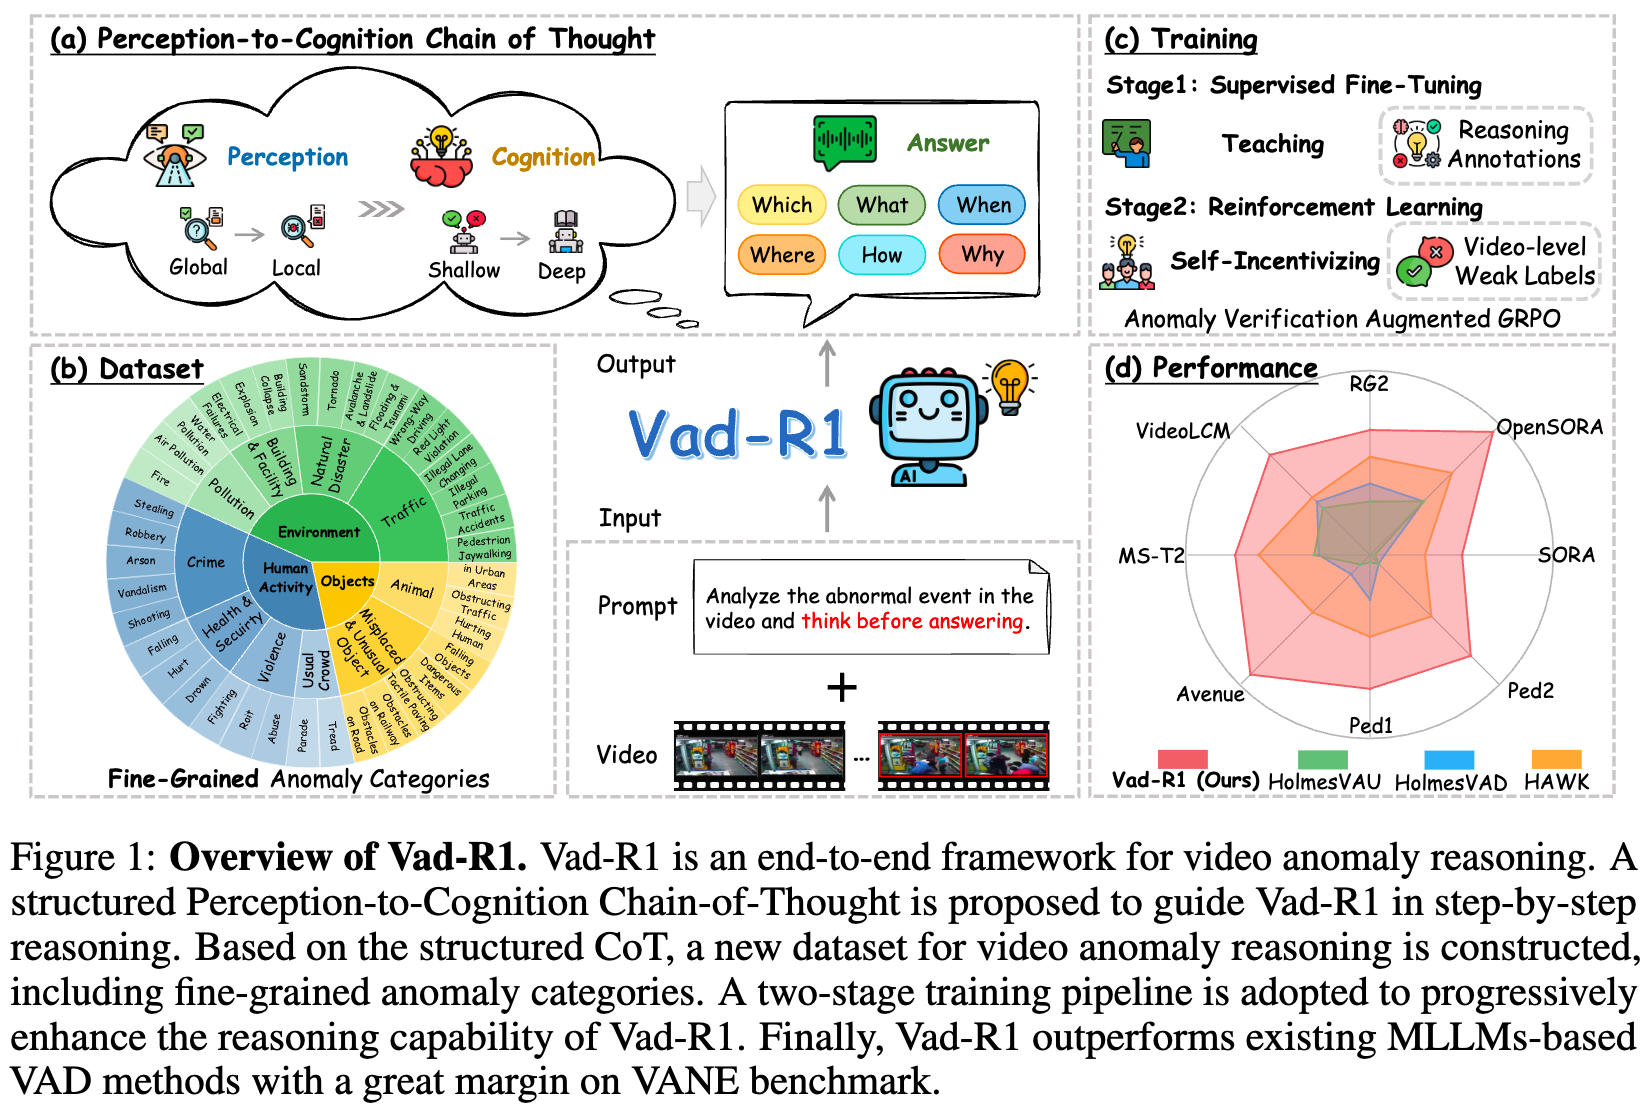 (a) Perception-to-Cognition Chain of Thought
Perception
Cognition
Global
Local
Shallow
Deep
Answer
Which
What
When
Where
How
Why
(c) Training
Stage1: Supervised Fine-Tuning
Teaching
Reasoning
Annotations
Stage2: Reinforcement Learning
Self-Incentivizing
Video-level
Weak Labels
Anomaly Verification Augmented GRPO
(b) Dataset
Environment
Human
Activity
Objects
Pollution
Building
& Facility
Natural
Disaster
Traffic
Animal
Misplaced
& Unusual
Object
Usual
Crowd
Violence
Health &
Secuirty
Crime
Fire
Air Pollution
Water
Pollution
Electrical
Failures
Explosion
Building
Collapse
Sandstorm
Tornado
Avalanche
& Landslide
Flooding &
Tsunami
Wrong-Way
Driving
Red Light
Violation
Illegal Lane
Changing
Illegal
Parking
Traffic
Accidents
Pedestrian
Jaywalking
in Urban
Areas
Obstructing
Traffic
Hurting
Human
Falling
Objects
Dangerous
Items
Obstructing
Tactile Paving
Obstacles
on Railway
Obstacles
on Road
Tread
Parade
Abuse
Roit
Fighting
Drown
Hurt
Falling
Shooting
Vandalism
Arson
Robbery
Stealing
Fine-Grained Anomaly Categories
Output
Vad-R1
AI
Input
Prompt
Analyze the abnormal event in the
video and think before answering.
+
Video
...
(d) Performance
RG2
OpenSORA
SORA
Ped2
Ped1
Avenue
MS-T2
VideoLCM
Vad-R1 (Ours)
HolmesVAU
HolmesVAD
HAWK
Figure 1: Overview of Vad-R1. Vad-R1 is an end-to-end framework for video anomaly reasoning. A
structured Perception-to-Cognition Chain-of-Thought is proposed to guide Vad-R1 in step-by-step
reasoning. Based on the structured CoT, a new dataset for video anomaly reasoning is constructed,
including fine-grained anomaly categories. A two-stage training pipeline is adopted to progressively
enhance the reasoning capability of Vad-R1. Finally, Vad-R1 outperforms existing MLLMs-based
VAD methods with a great margin on VANE benchmark.